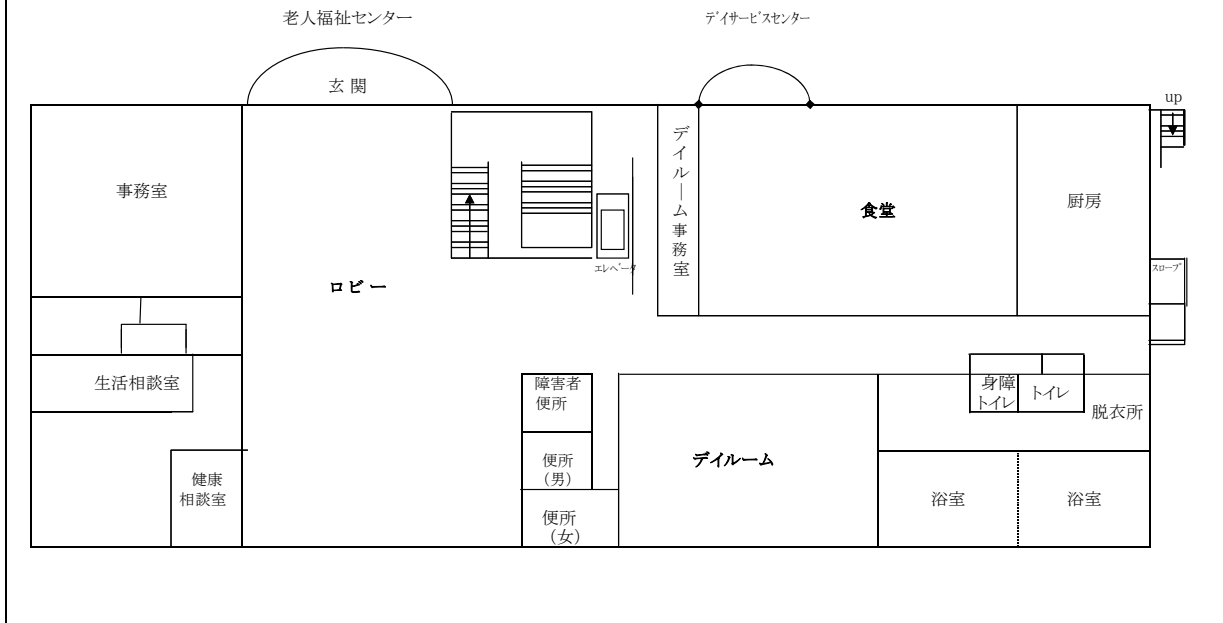 老人福祉センター
デイサービスセンター
玄 関
up
デイルーム事務室
事務室
食堂
厨房
エレベータ
スロープ
ロ ビ ー
生活相談室
障害者
便所
身障
トイレ
トイレ
脱衣所
便所
（男）
デイルーム
健康
相談室
浴室
浴室
便所
（女）